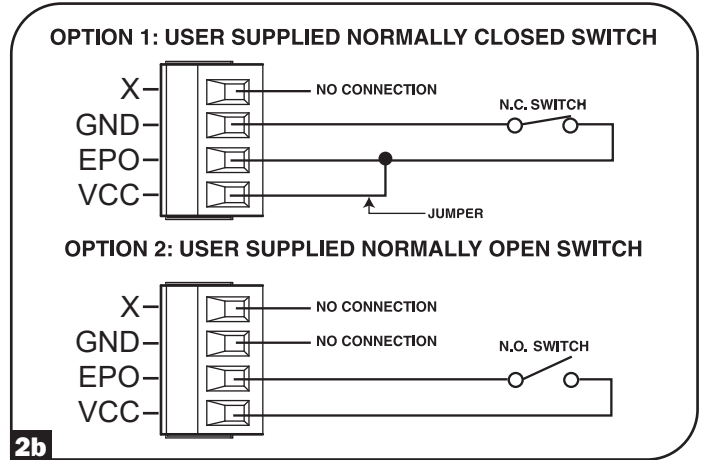 OPTION 1: USER SUPPLIED NORMALLY CLOSED SWITCH
X
NO CONNECTION
N.C. SWITCH
GND
EPO
VCC
JUMPER
OPTION 2: USER SUPPLIED NORMALLY OPEN SWITCH
X
NO CONNECTION
GND
NO CONNECTION
N.O. SWITCH
EPO
VCC
2b